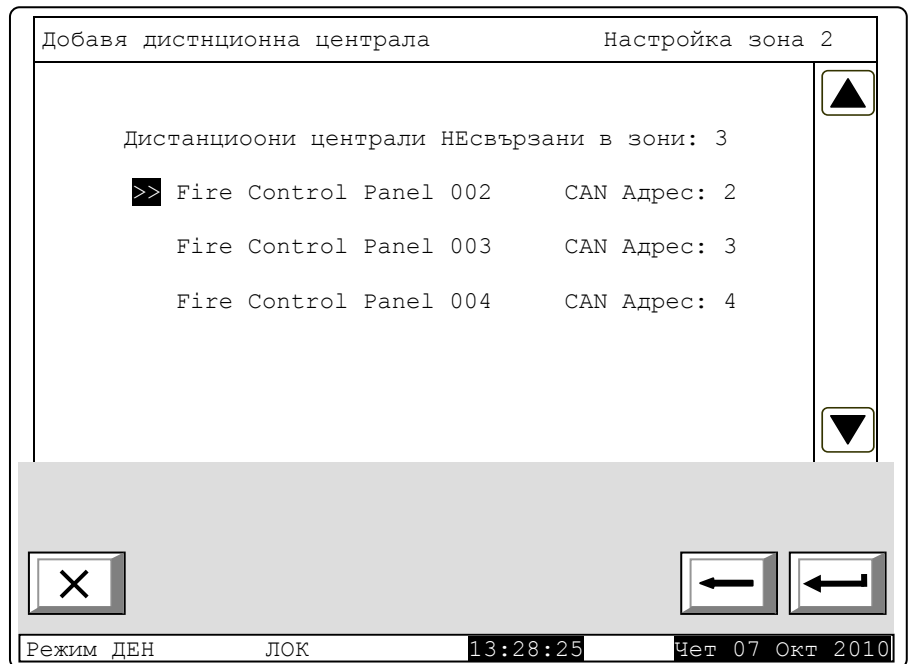 Добавя дистнционна централа Настройка зона 2
Дистанциоони централи НЕсвързани в зони: 3
>> Fire Control Panel 002 CAN Адрес: 2
Fire Control Panel 003 CAN Адрес: 3
Fire Control Panel 004 CAN Адрес: 4
Режим ДЕН ЛОК 13:28:25 Чет 07 Окт 2010